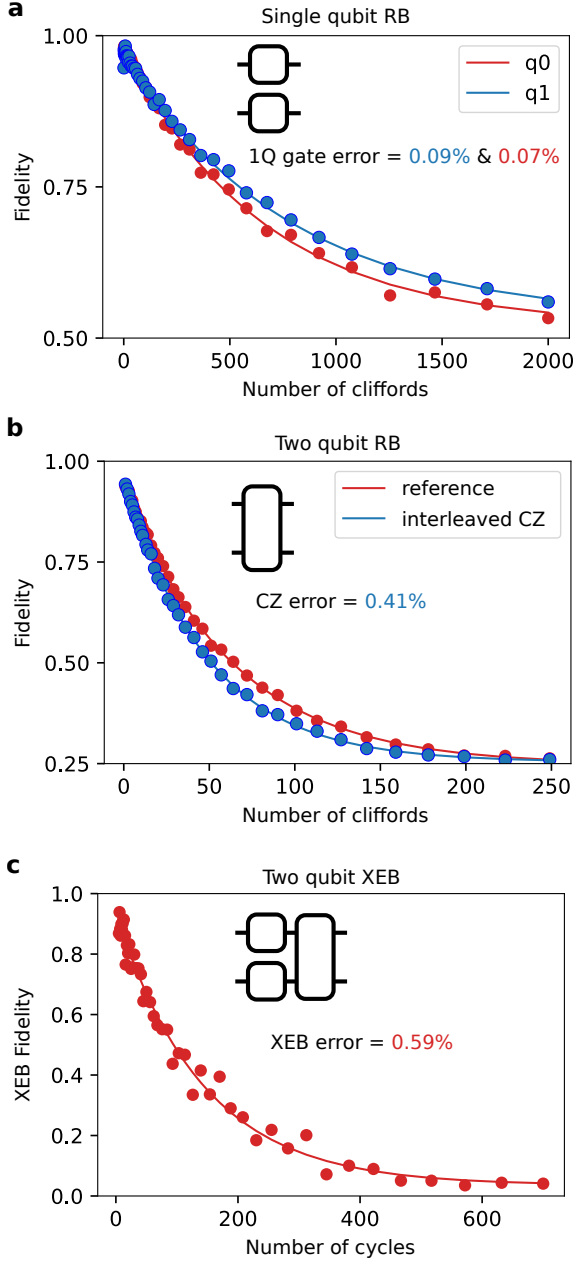 a
Single qubit RB
1.00
0.75
0.50
Fidelity
q0
q1
1Q gate error = 0.09% & 0.07%
0 500 1000 1500 2000
Number of cliffords
b
Two qubit RB
1.00
0.75
0.50
0.25
Fidelity
reference
interleaved CZ
CZ error = 0.41%
0 50 100 150 200 250
Number of cliffords
c
Two qubit XEB
1.0
0.8
0.6
0.4
0.2
0.0
XEB Fidelity
XEB error = 0.59%
0 200 400 600
Number of cycles